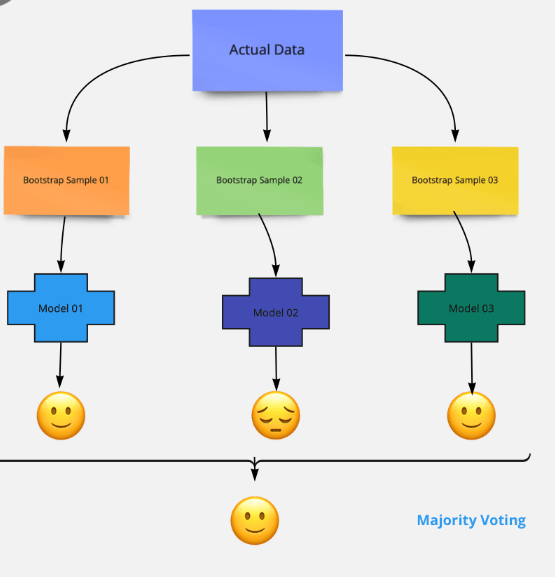 Actual Data
Bootstrap Sample 01
Bootstrap Sample 02
Bootstrap Sample 03
Model 01
Model 02
Model 03
Majority Voting